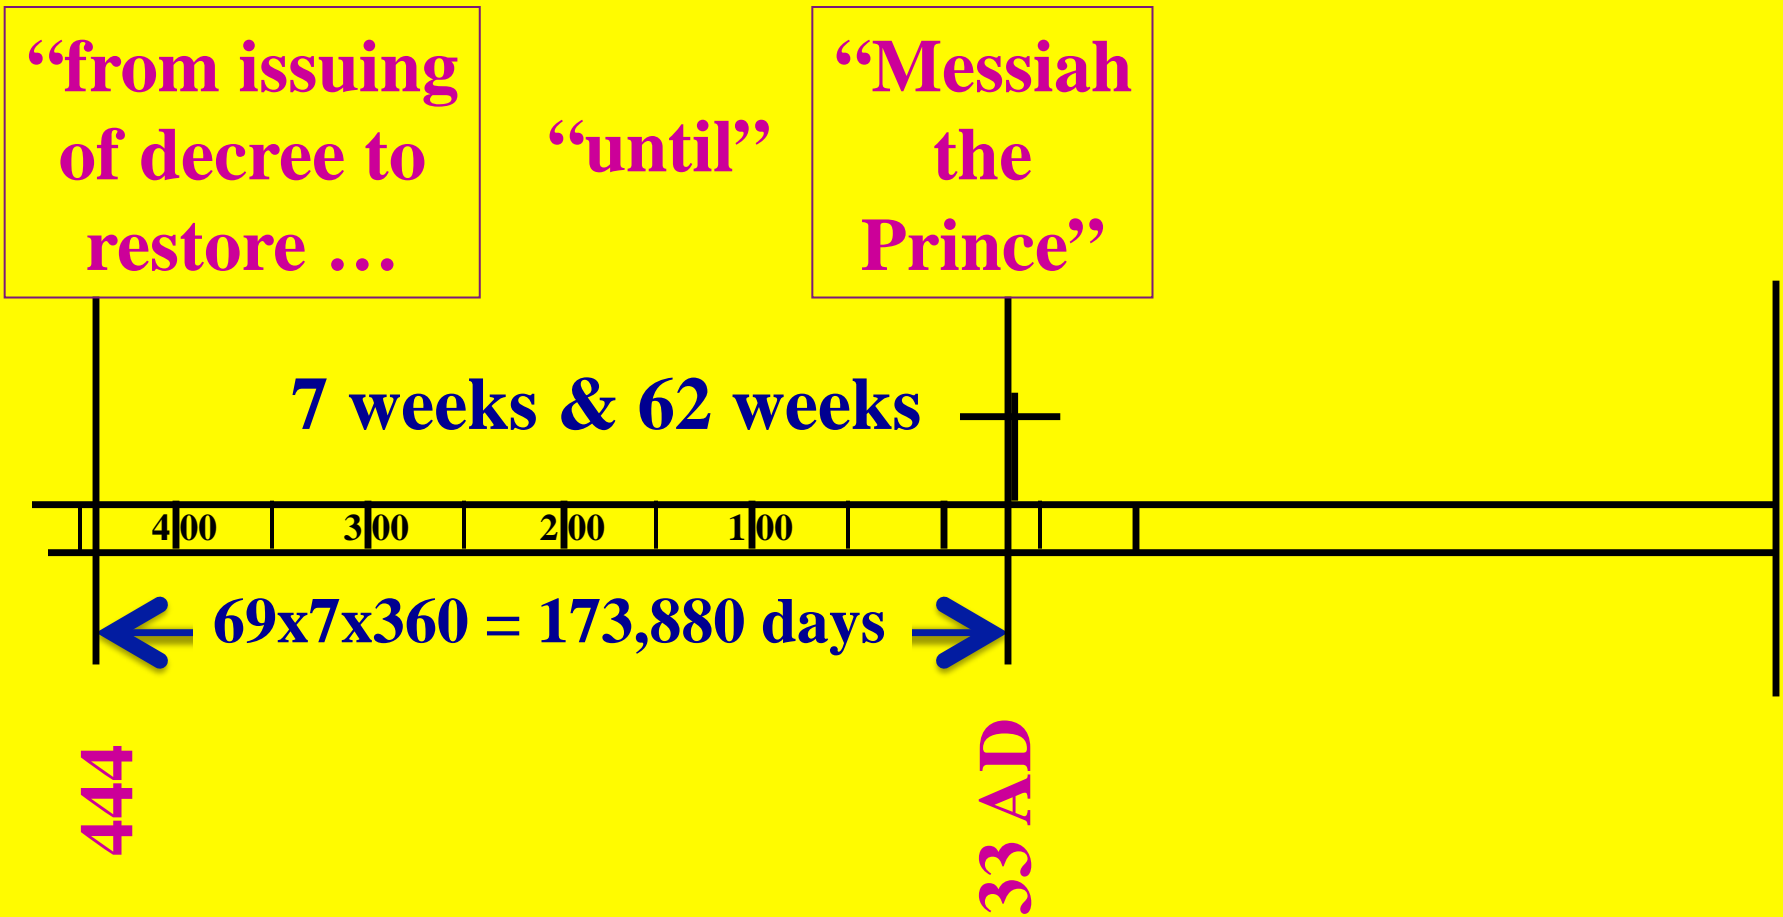 “from issuing
of decree to
restore …
“until”
“Messiah
the
Prince”
7 weeks & 62 weeks
400 300 200 100
69x7x360 = 173,880 days
444
33 AD